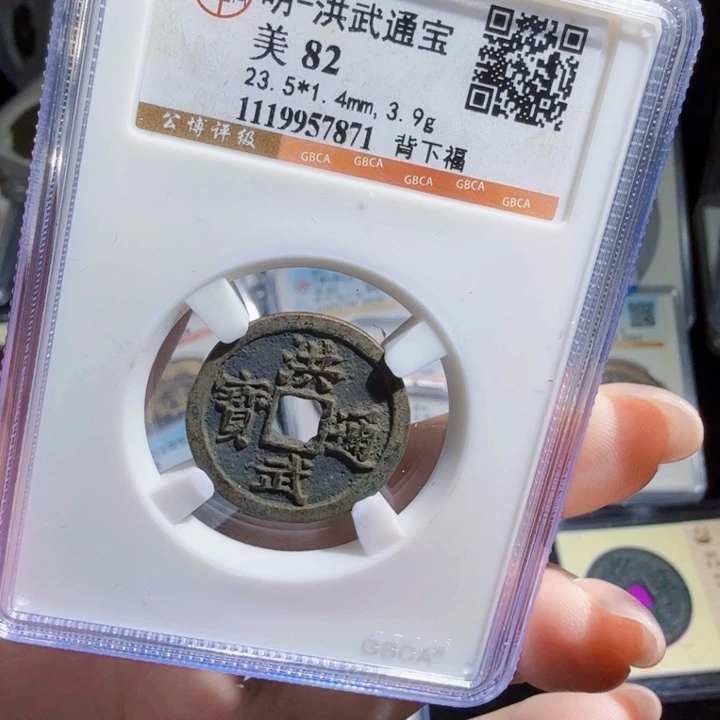 明-洪武通宝
美 82
23.5*1.4mm, 3.9g
1119957871 背下福
公博评级
GBCA GBCA GBCA GBCA GBCA
洪武通寶
GBCA